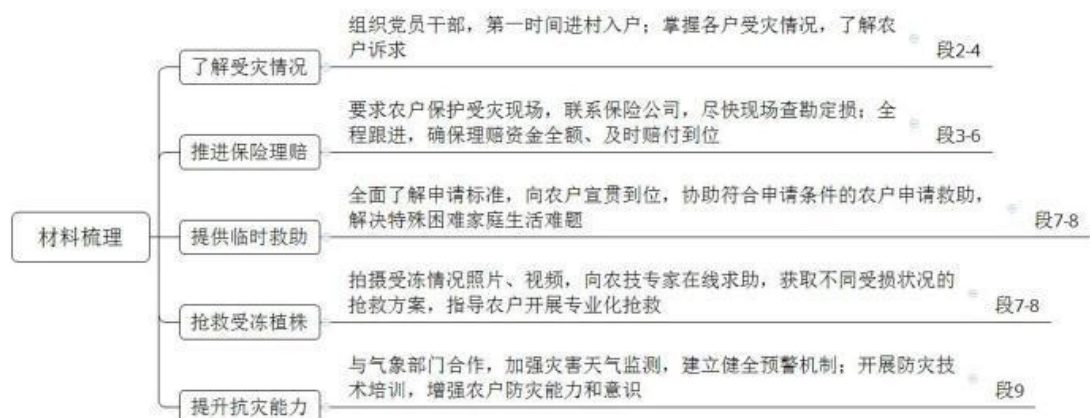 组织党员干部，第一时间进村入户；掌握各户受灾情况，了解农
户诉求
段2-4
了解受灾情况
要求农户保护受灾现场，联系保险公司，尽快现场查勘定损；全
程跟进，确保理赔资金全额、及时赔付到位
段3-6
推进保险理赔
全面了解申请标准，向农户宣贯到位，协助符合申请条件的农户申请救助，
解决特殊困难家庭生活难题
段7-8
材料梳理
提供临时救助
拍摄受冻情况照片、视频，向农技专家在线求助，获取不同受损状况的
抢救方案，指导农户开展专业化抢救
段7-8
抢救受冻植株
与气象部门合作，加强灾害天气监测，建立健全预警机制；开展防灾技
术培训，增强农户防灾能力和意识
段9
提升抗灾能力